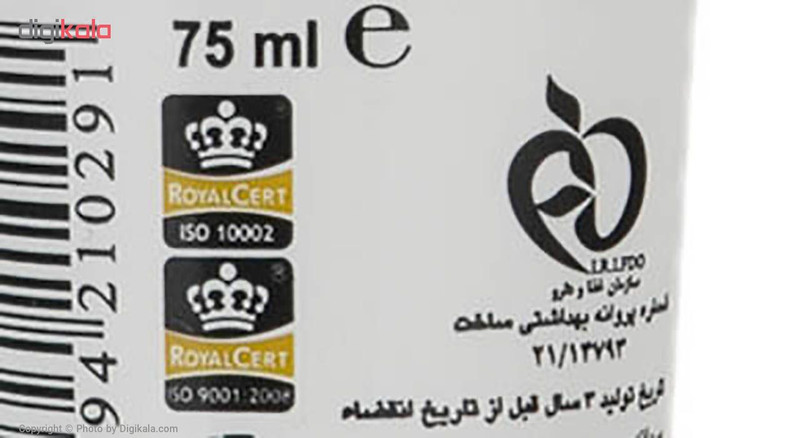 digikala
75 ml e
ROYALCERT
ISO 10002
ROYALCERT
ISO 9001:2008
94210291
I.R.I.FDO
سازمان غذا و دارو
شماره پروانه بهداشتی ساخت
۲۱/۱۳۷۹۳
تاریخ تولید ۳ سال قبل از تاریخ انقضاء
Copyright © Photo by Digikala.com